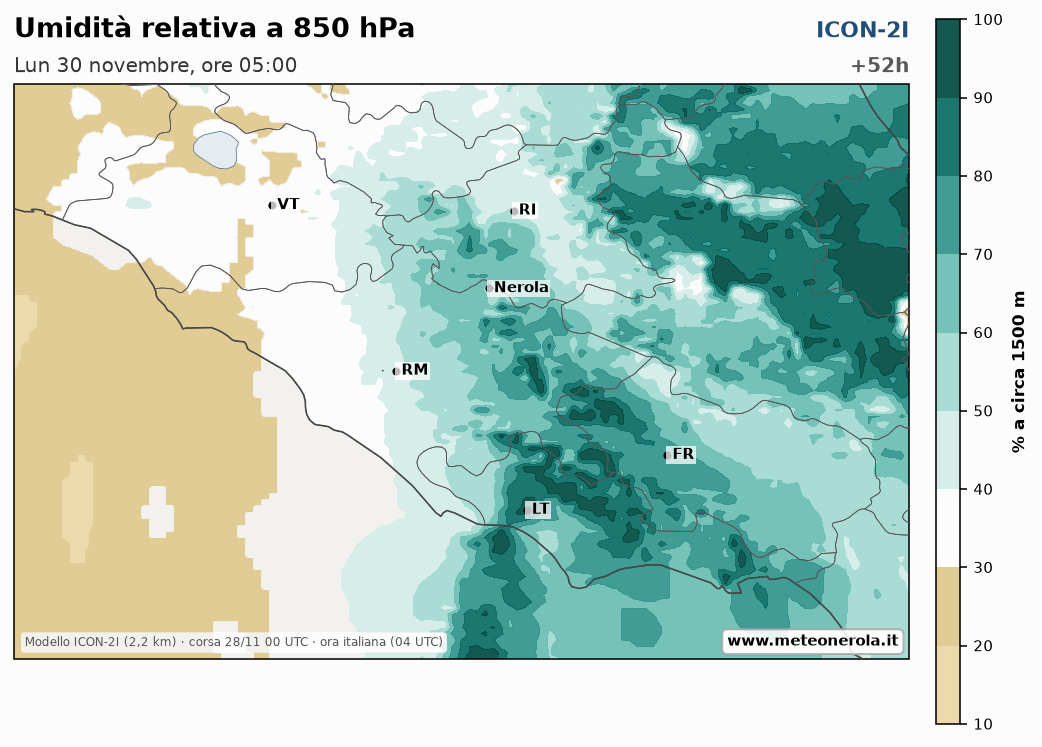 Umidità relativa a 850 hPa
ICON-2I
Lun 30 novembre, ore 05:00
+52h
VT
RI
Nerola
RM
FR
LT
Modello ICON-2I (2,2 km) · corsa 28/11 00 UTC · ora italiana (04 UTC)
www.meteonerola.it
100
90
80
70
60
50
40
30
20
10
% a circa 1500 m